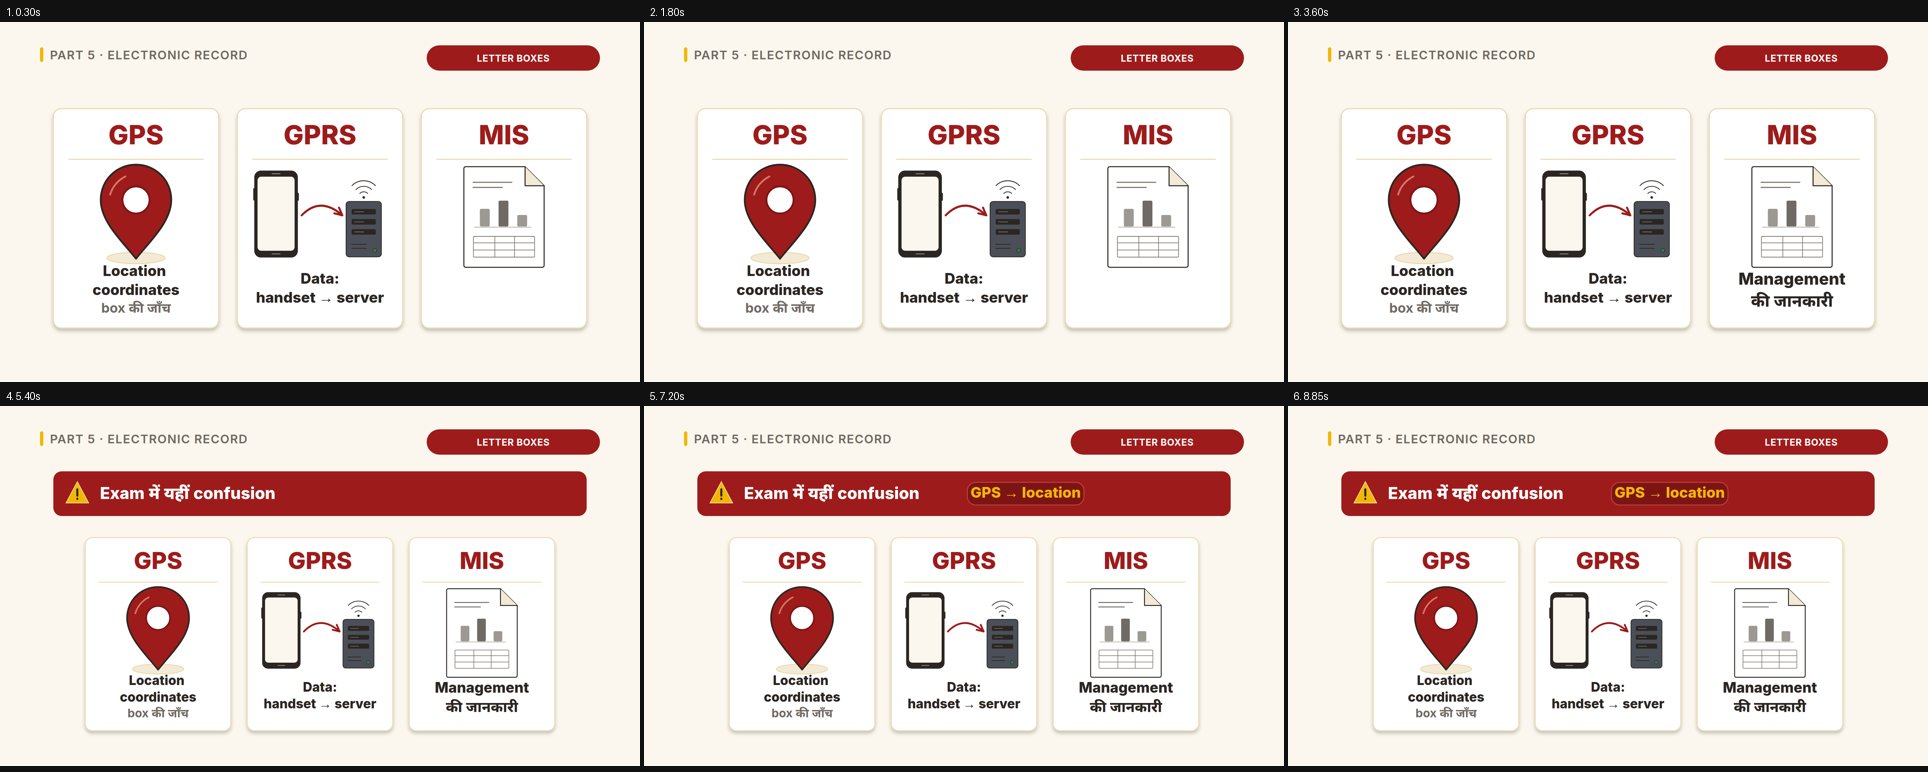 1. 0.30s
PART 5 · ELECTRONIC RECORD
LETTER BOXES
GPS
Location
coordinates
box की जाँच
GPRS
Data:
handset → server
MIS
2. 1.80s
PART 5 · ELECTRONIC RECORD
LETTER BOXES
GPS
Location
coordinates
box की जाँच
GPRS
Data:
handset → server
MIS
3. 3.60s
PART 5 · ELECTRONIC RECORD
LETTER BOXES
GPS
Location
coordinates
box की जाँच
GPRS
Data:
handset → server
MIS
Management
की जानकारी
4. 5.40s
PART 5 · ELECTRONIC RECORD
LETTER BOXES
Exam में यहीं confusion
GPS
Location
coordinates
box की जाँच
GPRS
Data:
handset → server
MIS
Management
की जानकारी
5. 7.20s
PART 5 · ELECTRONIC RECORD
LETTER BOXES
Exam में यहीं confusion
GPS → location
GPS
Location
coordinates
box की जाँच
GPRS
Data:
handset → server
MIS
Management
की जानकारी
6. 8.85s
PART 5 · ELECTRONIC RECORD
LETTER BOXES
Exam में यहीं confusion
GPS → location
GPS
Location
coordinates
box की जाँच
GPRS
Data:
handset → server
MIS
Management
की जानकारी